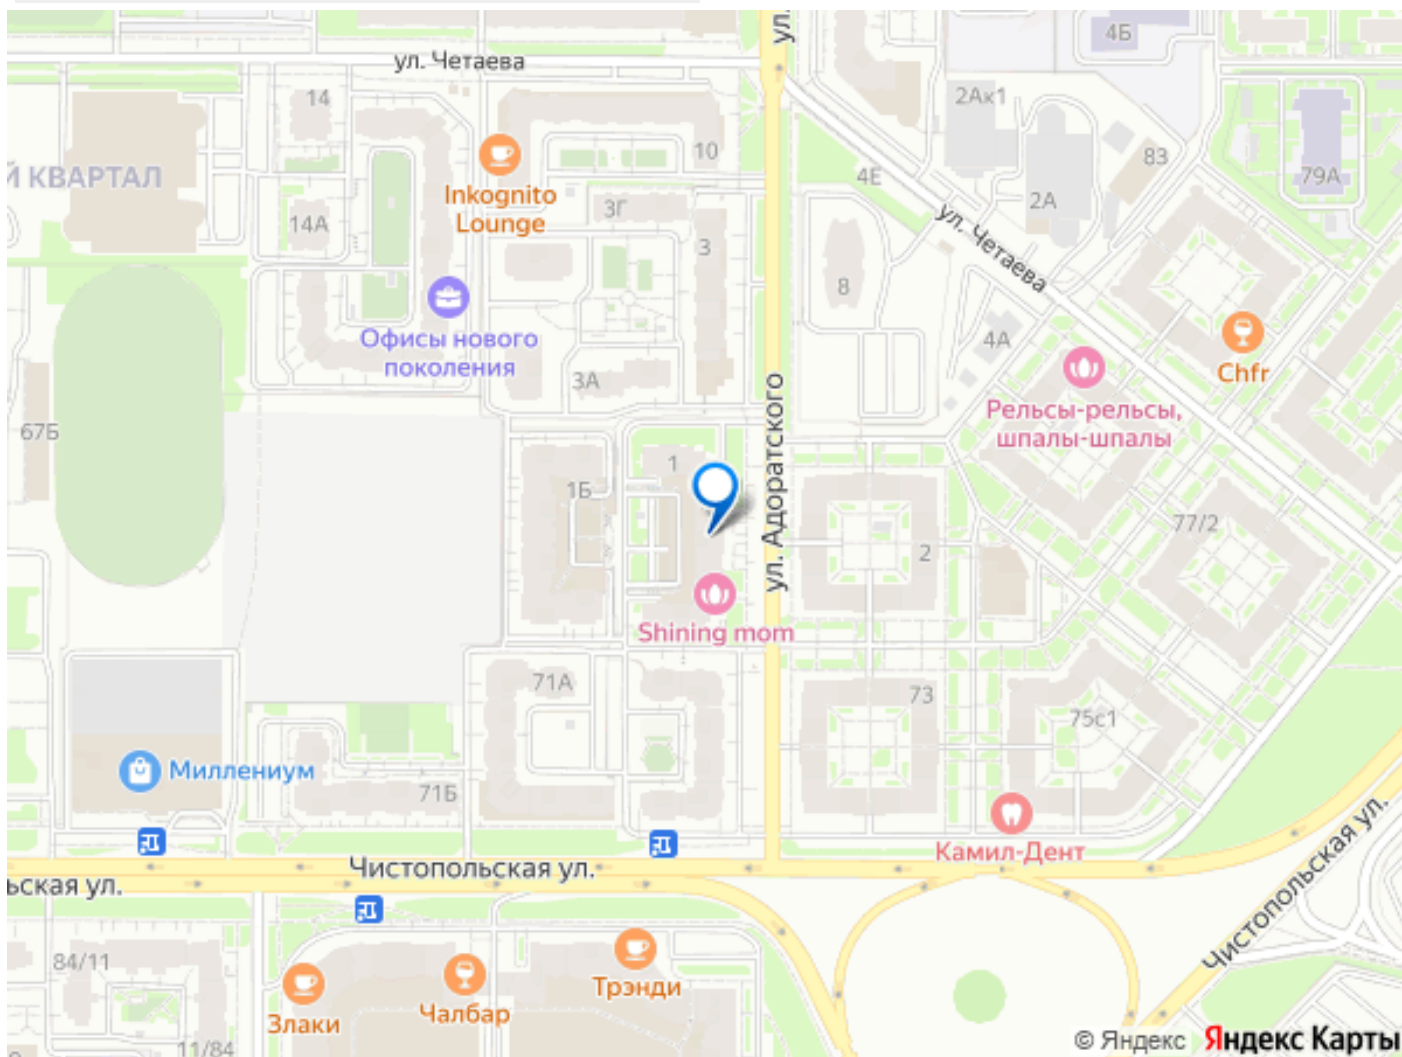 ул. Четаева
ул.
4Б
14
2Ак1
10
83
Й КВАРТАЛ
4Е
79А
Inkognito
Lounge
3Г
2А
14А
ул. Четаева
3
8
Офисы нового
поколения
4А
Chfr
3А
ул. Адоратского
Рельсы-рельсы,
шпалы-шпалы
67Б
1
1Б
77/2
2
Shining mom
71А
73
75с1
Миллениум
71Б
Камил-Дент
Чистопольская ул.
ьская ул.
Чистопольская ул.
84/11
Трэнди
Злаки
Чалбар
11/84
© Яндекс Яндекс Карты